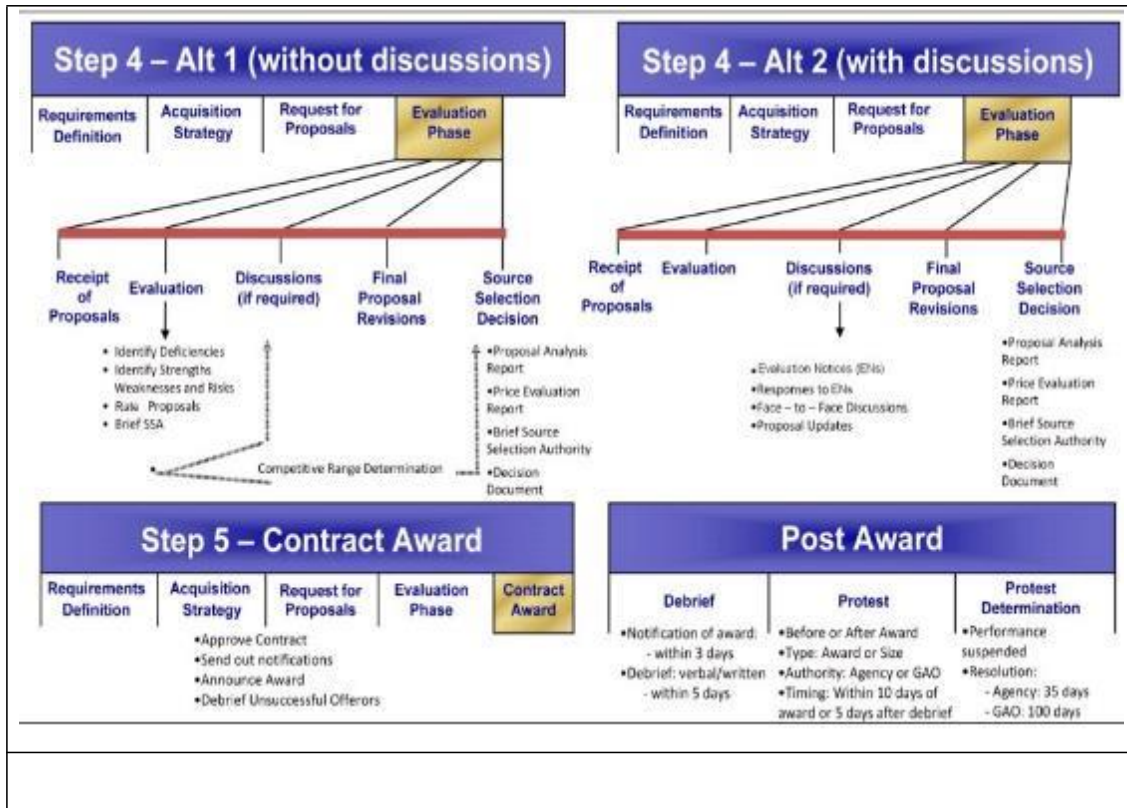 Step 4 – Alt 1 (without discussions)
Requirements
Definition
Acquisition
Strategy
Request for
Proposals
Evaluation
Phase
Receipt
of
Proposals
Evaluation
Discussions
(if required)
Final
Proposal
Revisions
Source
Selection
Decision
• Identify Deficiencies
• Identify Strengths
Weaknesses and Risks
• Rate Proposals
• Brief SSA
•Proposal Analysis
Report
•Price Evaluation
Report
•Brief Source
Selection Authority
•Decision
Document
• Competitive Range Determination
Step 4 – Alt 2 (with discussions)
Requirements
Definition
Acquisition
Strategy
Request for
Proposals
Evaluation
Phase
Receipt
of
Proposals
Evaluation
Discussions
(if required)
Final
Proposal
Revisions
Source
Selection
Decision
•Evaluation Notices (ENs)
•Responses to ENs
•Face – to – Face Discussions
•Proposal Updates
•Proposal Analysis
Report
•Price Evaluation
Report
•Brief Source
Selection Authority
•Decision
Document
Step 5 – Contract Award
Requirements
Definition
Acquisition
Strategy
Request for
Proposals
Evaluation
Phase
Contract
Award
•Approve Contract
•Send out notifications
•Announce Award
•Debrief Unsuccessful Offerors
Post Award
Debrief
•Notification of award:
- within 3 days
•Debrief: verbal/written
- within 5 days
Protest
•Before or After Award
•Type: Award or Size
•Authority: Agency or GAO
•Timing: Within 10 days of
award or 5 days after debrief
Protest
Determination
•Performance
suspended
•Resolution:
- Agency: 35 days
- GAO: 100 days